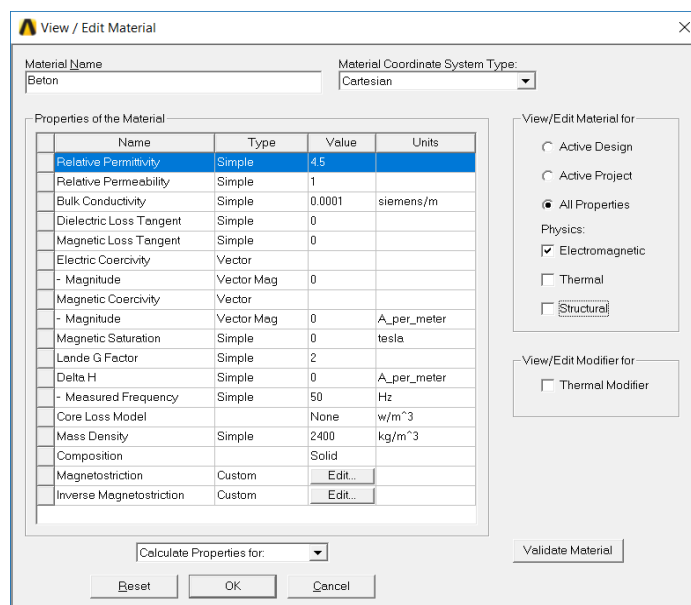 View / Edit Material
Material Name
Material Coordinate System Type:
Beton
Cartesian
Properties of the Material
Name Type Value Units
Relative Permittivity Simple 4.5
Relative Permeability Simple 1
Bulk Conductivity Simple 0.0001 siemens/m
Dielectric Loss Tangent Simple 0
Magnetic Loss Tangent Simple 0
Electric Coercivity Vector
- Magnitude Vector Mag 0
Magnetic Coercivity Vector
- Magnitude Vector Mag 0 A_per_meter
Magnetic Saturation Simple 0 tesla
Lande G Factor Simple 2
Delta H Simple 0 A_per_meter
- Measured Frequency Simple 50 Hz
Core Loss Model None w/m^3
Mass Density Simple 2400 kg/m^3
Composition Solid
Magnetostriction Custom Edit...
Inverse Magnetostriction Custom Edit...
View/Edit Material for
Active Design
Active Project
All Properties
Physics:
Electromagnetic
Thermal
Structural
View/Edit Modifier for
Thermal Modifier
Calculate Properties for:
Validate Material
Reset OK Cancel